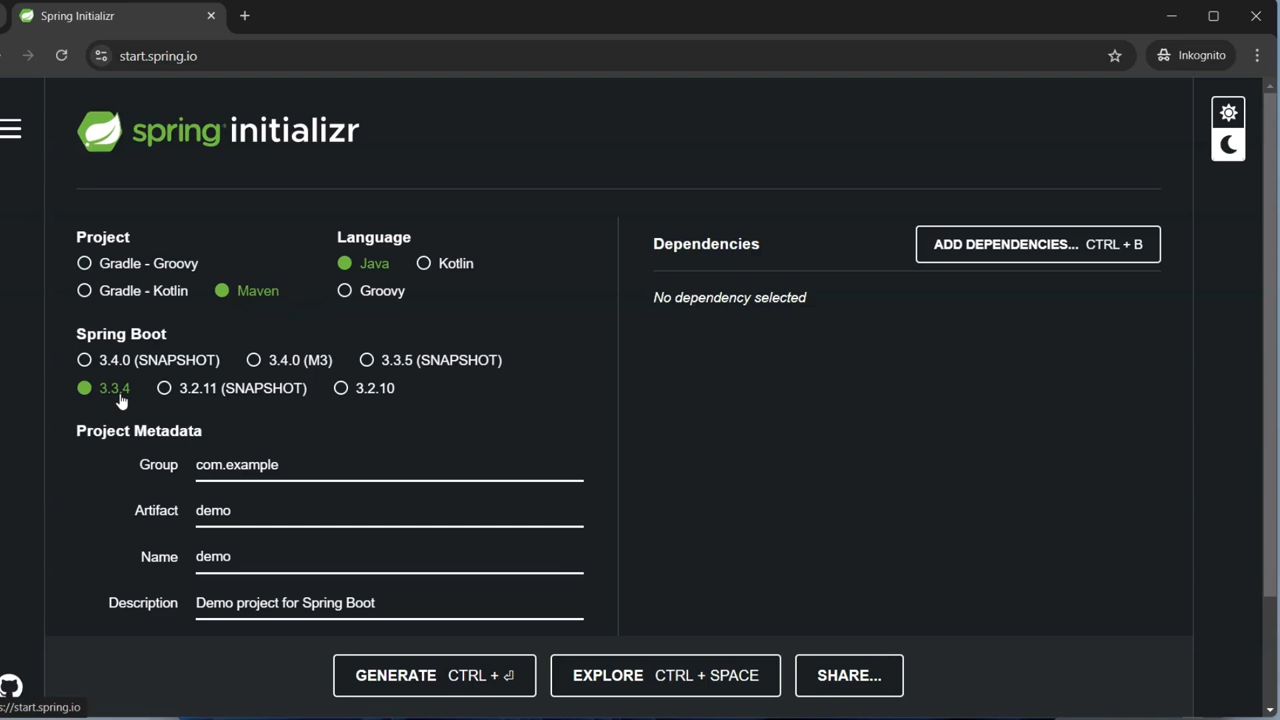 Spring Initializr
start.spring.io
Inkognito
spring initializr
Project
Language
Gradle - Groovy
Java
Kotlin
Gradle - Kotlin
Maven
Groovy
Spring Boot
3.4.0 (SNAPSHOT)
3.4.0 (M3)
3.3.5 (SNAPSHOT)
3.3.4
3.2.11 (SNAPSHOT)
3.2.10
Project Metadata
Group
com.example
Artifact
demo
Name
demo
Description
Demo project for Spring Boot
Dependencies
ADD DEPENDENCIES... CTRL + B
No dependency selected
GENERATE CTRL + ⏎
EXPLORE CTRL + SPACE
SHARE...
s://start.spring.io